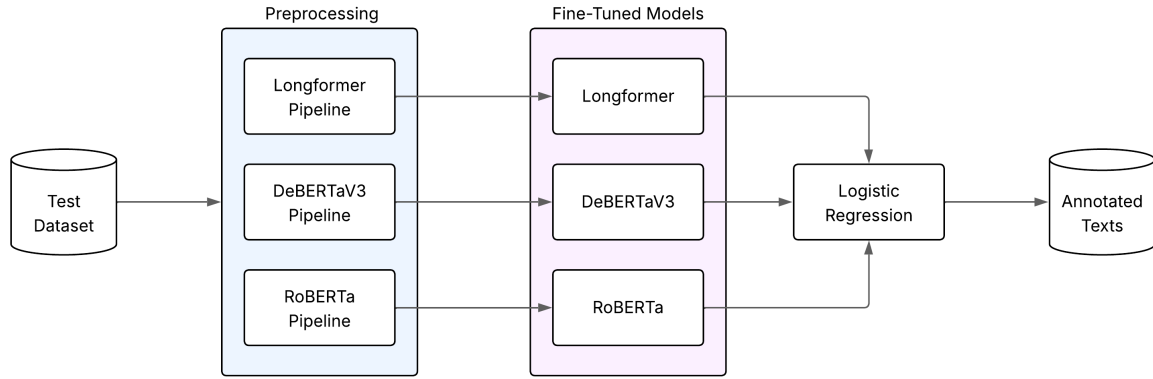 Preprocessing
Fine-Tuned Models
Longformer
Pipeline
Longformer
Test
Dataset
DeBERTaV3
Pipeline
DeBERTaV3
Logistic
Regression
Annotated
Texts
RoBERTa
Pipeline
RoBERTa